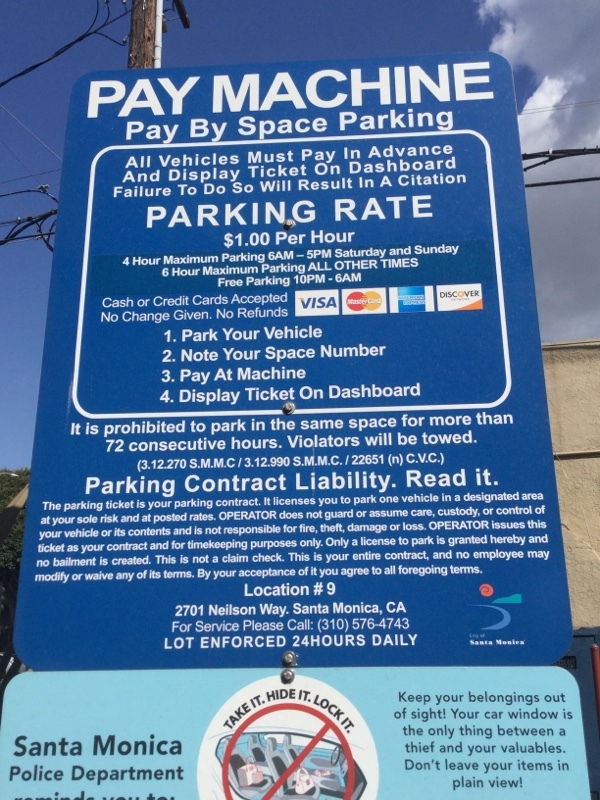 PAY MACHINE
Pay By Space Parking
All Vehicles Must Pay In Advance
And Display Ticket On Dashboard
Failure To Do So Will Result In A Citation
PARKING RATE
$1.00 Per Hour
4 Hour Maximum Parking 6AM – 5PM Saturday and Sunday
6 Hour Maximum Parking ALL OTHER TIMES
Free Parking 10PM - 6AM
Cash or Credit Cards Accepted
No Change Given. No Refunds
VISA MasterCard AMERICAN EXPRESS DISCOVER
1. Park Your Vehicle
2. Note Your Space Number
3. Pay At Machine
4. Display Ticket On Dashboard
It is prohibited to park in the same space for more than
72 consecutive hours. Violators will be towed.
(3.12.270 S.M.M.C / 3.12.990 S.M.M.C. / 22651 (n) C.V.C.)
Parking Contract Liability. Read it.
The parking ticket is your parking contract. It licenses you to park one vehicle in a designated area
at your sole risk and at posted rates. OPERATOR does not guard or assume care, custody, or control of
your vehicle or its contents and is not responsible for fire, theft, damage or loss. OPERATOR issues this
ticket as your contract and for timekeeping purposes only. Only a license to park is granted hereby and
no bailment is created. This is not a claim check. This is your entire contract, and no employee may
modify or waive any of its terms. By your acceptance of it you agree to all foregoing terms.
Location # 9
2701 Neilson Way. Santa Monica, CA
For Service Please Call: (310) 576-4743
LOT ENFORCED 24HOURS DAILY
City of
Santa Monica
TAKE IT. HIDE IT. LOCK IT.
Santa Monica
Police Department
reminds you to:
Keep your belongings out
of sight! Your car window is
the only thing between a
thief and your valuables.
Don't leave your items in
plain view!